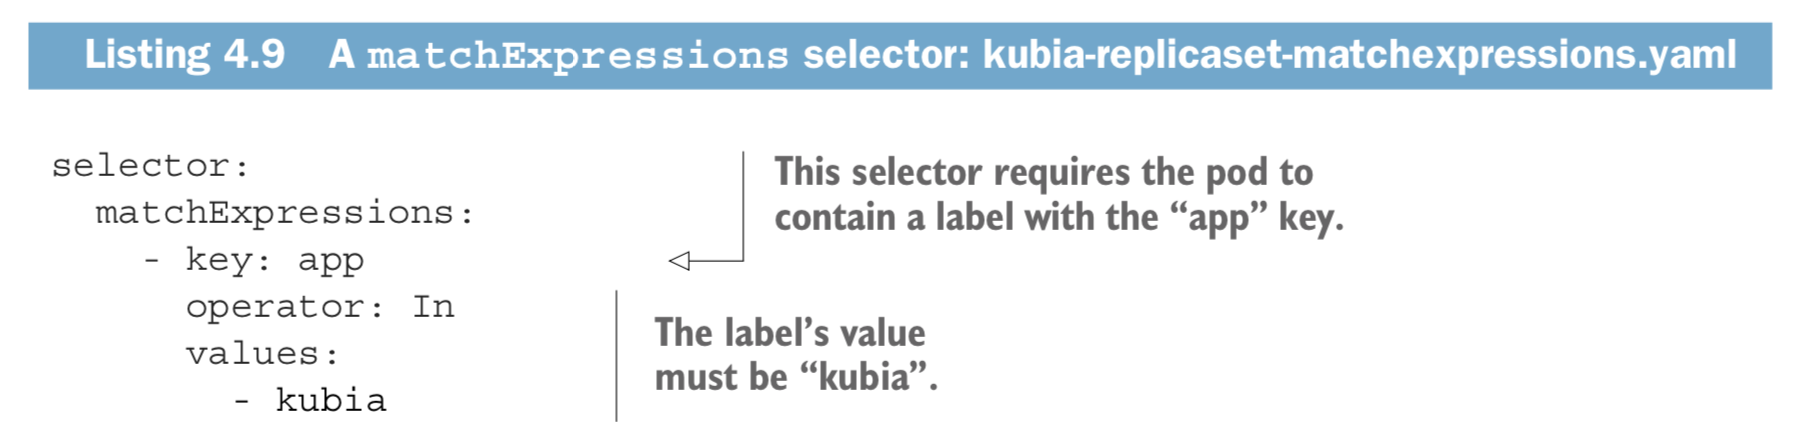 Listing 4.9 A matchExpressions selector: kubia-replicaset-matchexpressions.yaml
selector:
  matchExpressions:
    - key: app
      operator: In
      values:
        - kubia
This selector requires the pod to
contain a label with the “app” key.
The label’s value
must be “kubia”.